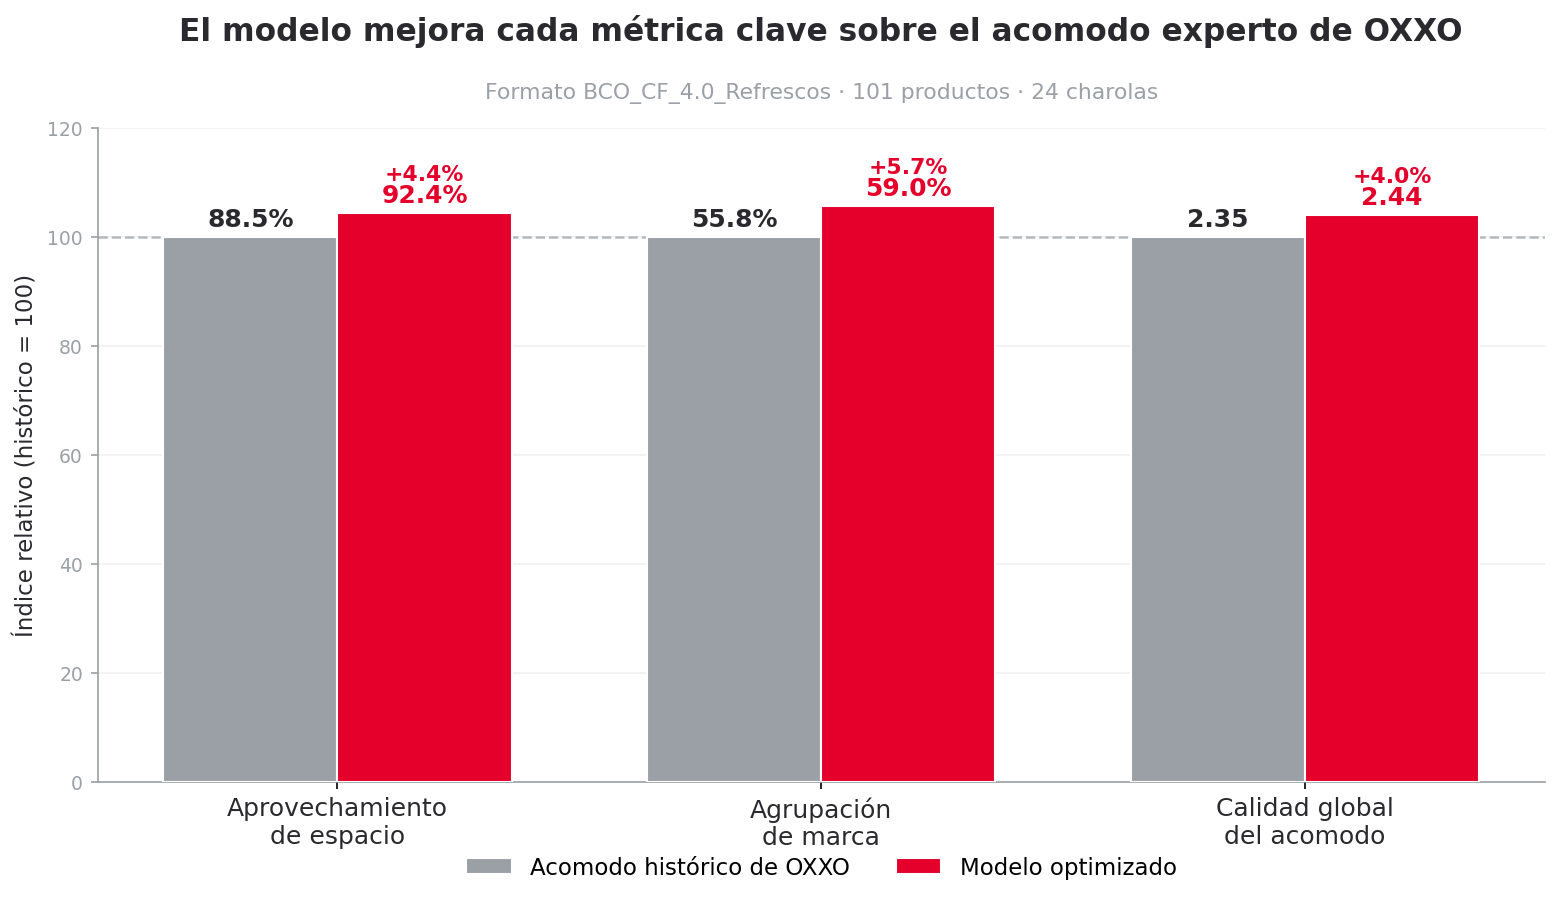 El modelo mejora cada métrica clave sobre el acomodo experto de OXXO
Formato BCO_CF_4.0_Refrescos · 101 productos · 24 charolas
Índice relativo (histórico = 100)
120
100
80
60
40
20
0
88.5%
+4.4%
92.4%
55.8%
+5.7%
59.0%
2.35
+4.0%
2.44
Aprovechamiento
de espacio
Agrupación
de marca
Calidad global
del acomodo
Acomodo histórico de OXXO
Modelo optimizado